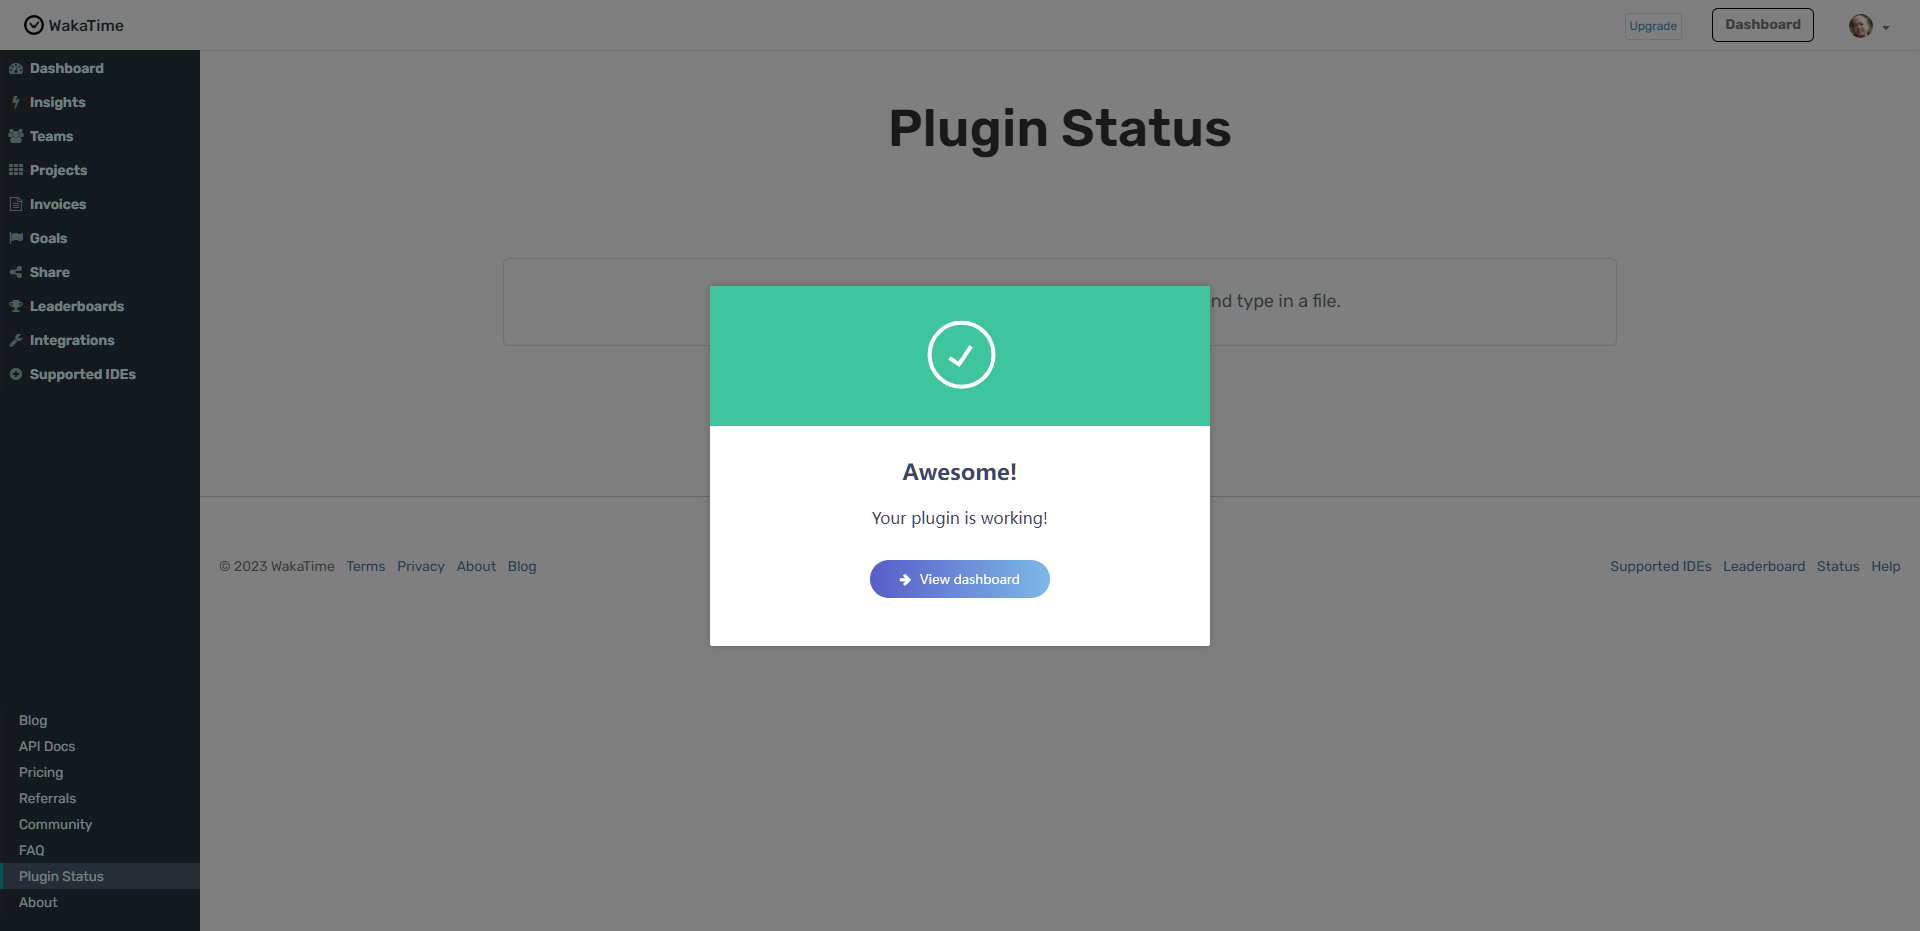 WakaTime
Upgrade
Dashboard
Dashboard
Insights
Teams
Projects
Invoices
Goals
Share
Leaderboards
Integrations
Supported IDEs
Plugin Status
type in a file.
Awesome!
Your plugin is working!
View dashboard
© 2023 WakaTime Terms Privacy About Blog
Supported IDEs Leaderboard Status Help
Blog
API Docs
Pricing
Referrals
Community
FAQ
Plugin Status
About